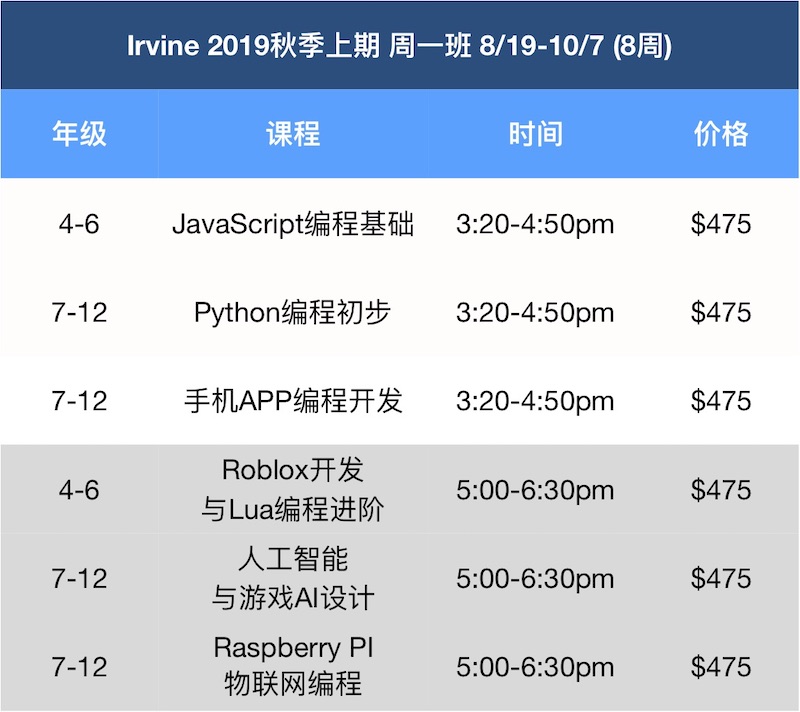 Irvine 2019秋季上期 周一班 8/19-10/7 (8周)
年级 课程 时间 价格
4-6 JavaScript编程基础 3:20-4:50pm $475
7-12 Python编程初步 3:20-4:50pm $475
7-12 手机APP编程开发 3:20-4:50pm $475
4-6 Roblox开发
与Lua编程进阶 5:00-6:30pm $475
7-12 人工智能
与游戏AI设计 5:00-6:30pm $475
7-12 Raspberry PI
物联网编程 5:00-6:30pm $475